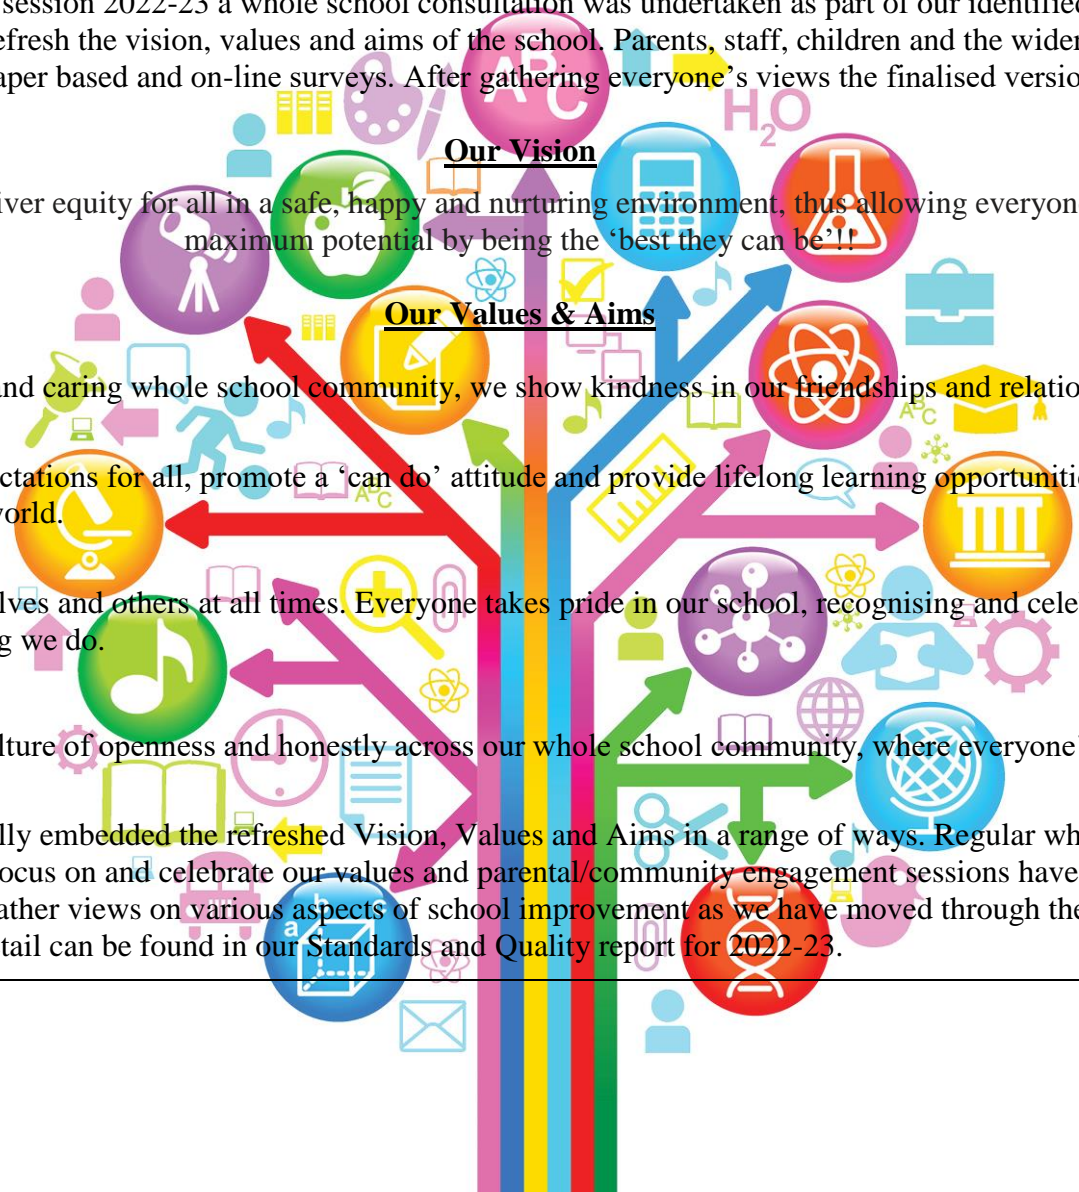 session 2022-23 a whole school consultation was undertaken as part of our identified
refresh the vision, values and aims of the school. Parents, staff, children and the wider
aper based and on-line surveys. After gathering everyone's views the finalised versio
ABC
H2O
Our Vision
iver equity for all in a safe, happy and nurturing environment, thus allowing everyon
maximum potential by being the 'best they can be'!!
Our Values & Aims
and caring whole school community, we show kindness in our friendships and relatio
ABC
ctations for all, promote a 'can do' attitude and provide lifelong learning opportunitie
ABC
world.
lves and others at all times. Everyone takes pride in our school, recognising and cele
g we do.
lture of openness and honestly across our whole school community, where everyone'
lly embedded the refreshed Vision, Values and Aims in a range of ways. Regular wh
focus on and celebrate our values and parental/community engagement sessions have
ather views on various aspects of school improvement as we have moved through the
a b c
tail can be found in our Standards and Quality report for 2022-23.